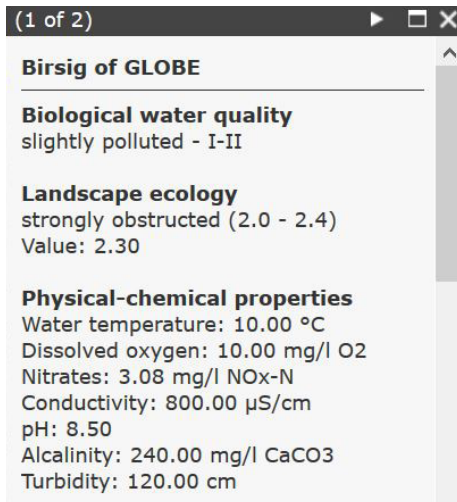 (1 of 2)
Birsig of GLOBE
Biological water quality
slightly polluted - I-II
Landscape ecology
strongly obstructed (2.0 - 2.4)
Value: 2.30
Physical-chemical properties
Water temperature: 10.00 °C
Dissolved oxygen: 10.00 mg/l O2
Nitrates: 3.08 mg/l NOx-N
Conductivity: 800.00 µS/cm
pH: 8.50
Alcalinity: 240.00 mg/l CaCO3
Turbidity: 120.00 cm